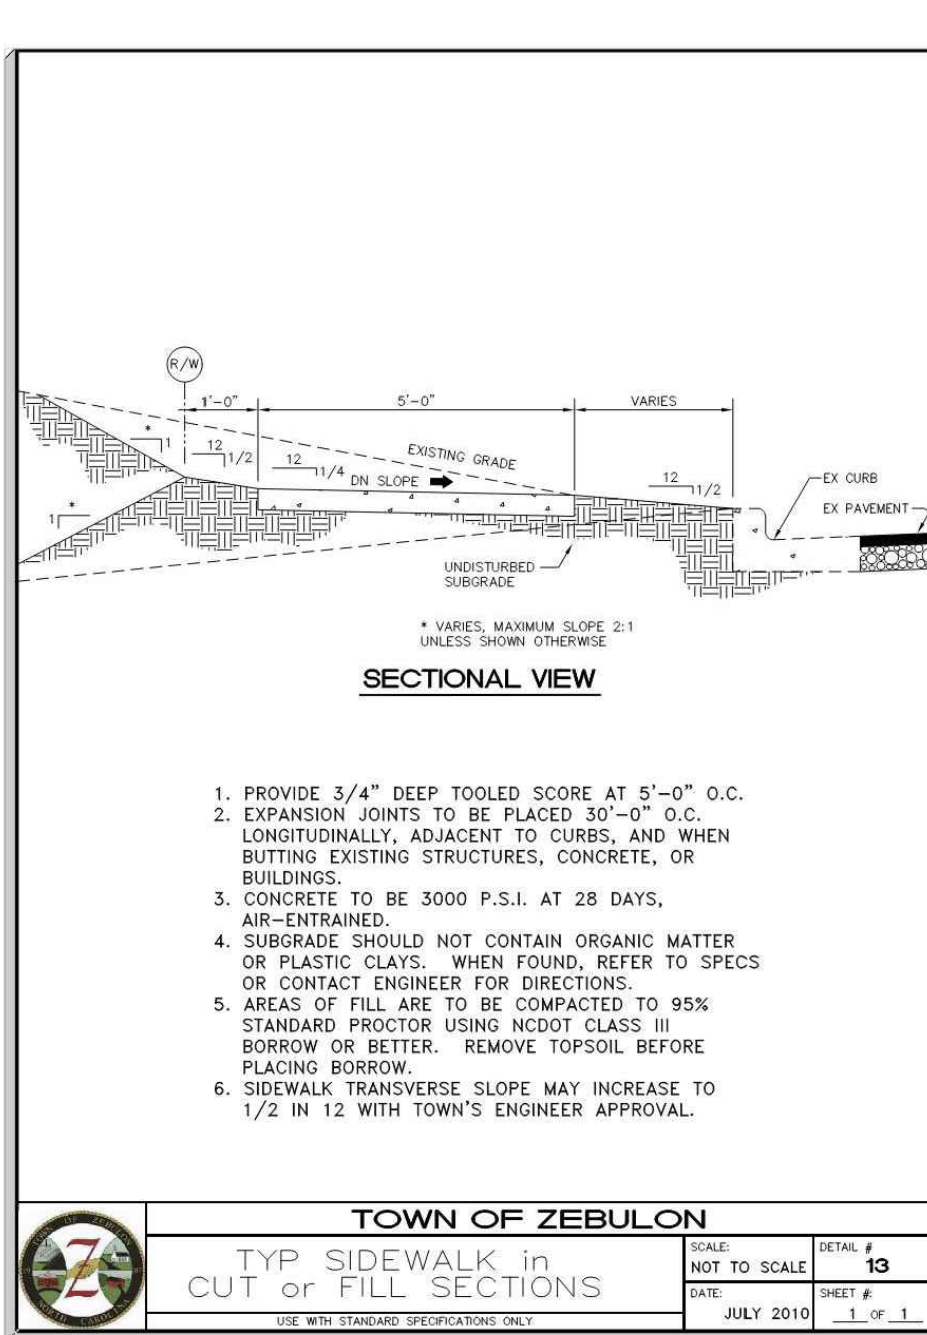 R/W
1'-0"
5'-0"
VARIES
*
1
12
1/2
12
1/4
EXISTING GRADE
DN SLOPE
12
1/2
EX CURB
EX PAVEMENT
*
1
UNDISTURBED
SUBGRADE
* VARIES, MAXIMUM SLOPE 2:1
UNLESS SHOWN OTHERWISE
SECTIONAL VIEW
1. PROVIDE 3/4" DEEP TOOLED SCORE AT 5'-0" O.C.
2. EXPANSION JOINTS TO BE PLACED 30'-0" O.C.
LONGITUDINALLY, ADJACENT TO CURBS, AND WHEN
BUTTING EXISTING STRUCTURES, CONCRETE, OR
BUILDINGS.
3. CONCRETE TO BE 3000 P.S.I. AT 28 DAYS,
AIR-ENTRAINED.
4. SUBGRADE SHOULD NOT CONTAIN ORGANIC MATTER
OR PLASTIC CLAYS. WHEN FOUND, REFER TO SPECS
OR CONTACT ENGINEER FOR DIRECTIONS.
5. AREAS OF FILL ARE TO BE COMPACTED TO 95%
STANDARD PROCTOR USING NCDOT CLASS III
BORROW OR BETTER. REMOVE TOPSOIL BEFORE
PLACING BORROW.
6. SIDEWALK TRANSVERSE SLOPE MAY INCREASE TO
1/2 IN 12 WITH TOWN'S ENGINEER APPROVAL.
TOWN OF ZEBULON
Z
NORTH CAROLINA
TOWN OF ZEBULON
TYP SIDEWALK in
CUT or FILL SECTIONS
USE WITH STANDARD SPECIFICATIONS ONLY
SCALE:
NOT TO SCALE
DETAIL #
13
DATE:
JULY 2010
SHEET #:
1 OF 1